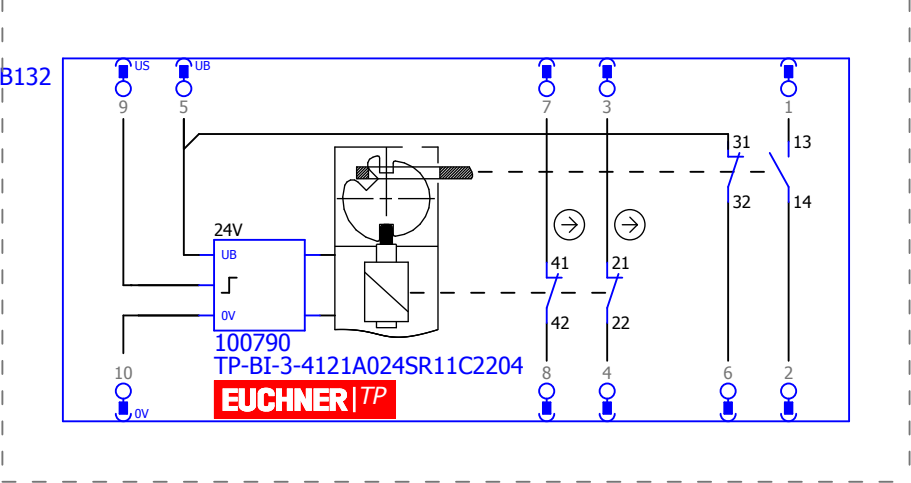 US UB
B132
9 5 7 3 1
31 13
32 14
24V
UB
41 21
0V
42 22
100790
10 8 4 6 2
TP-BI-3-4121A024SR11C2204
EUCHNER TP
0V